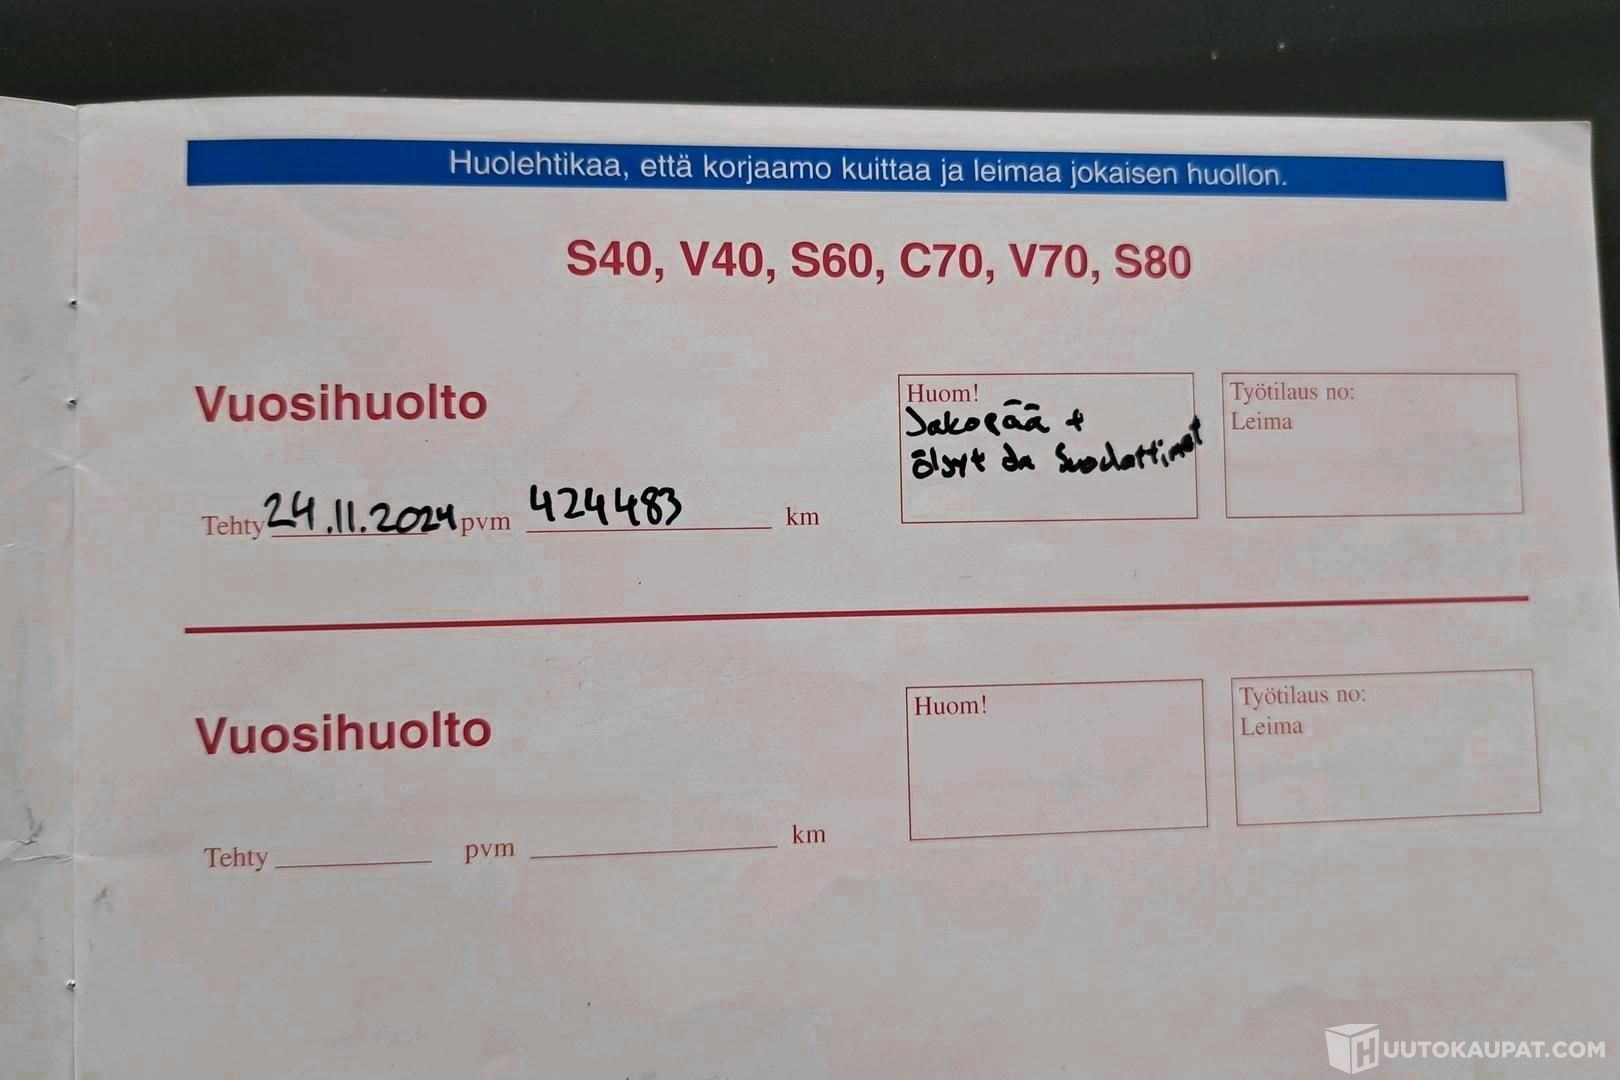 Huolehtikaa, että korjaamo kuittaa ja leimaa jokaisen huollon.
S40, V40, S60, C70, V70, S80
Vuosihuolto
Tehty 24.11.2024 pvm 424483 km
Huom!
Jakopää +
öljyt ja suodattimet
Työtilaus no:
Leima
Vuosihuolto
Tehty pvm km
Huom!
Työtilaus no:
Leima
HUUTOKAUPAT.COM